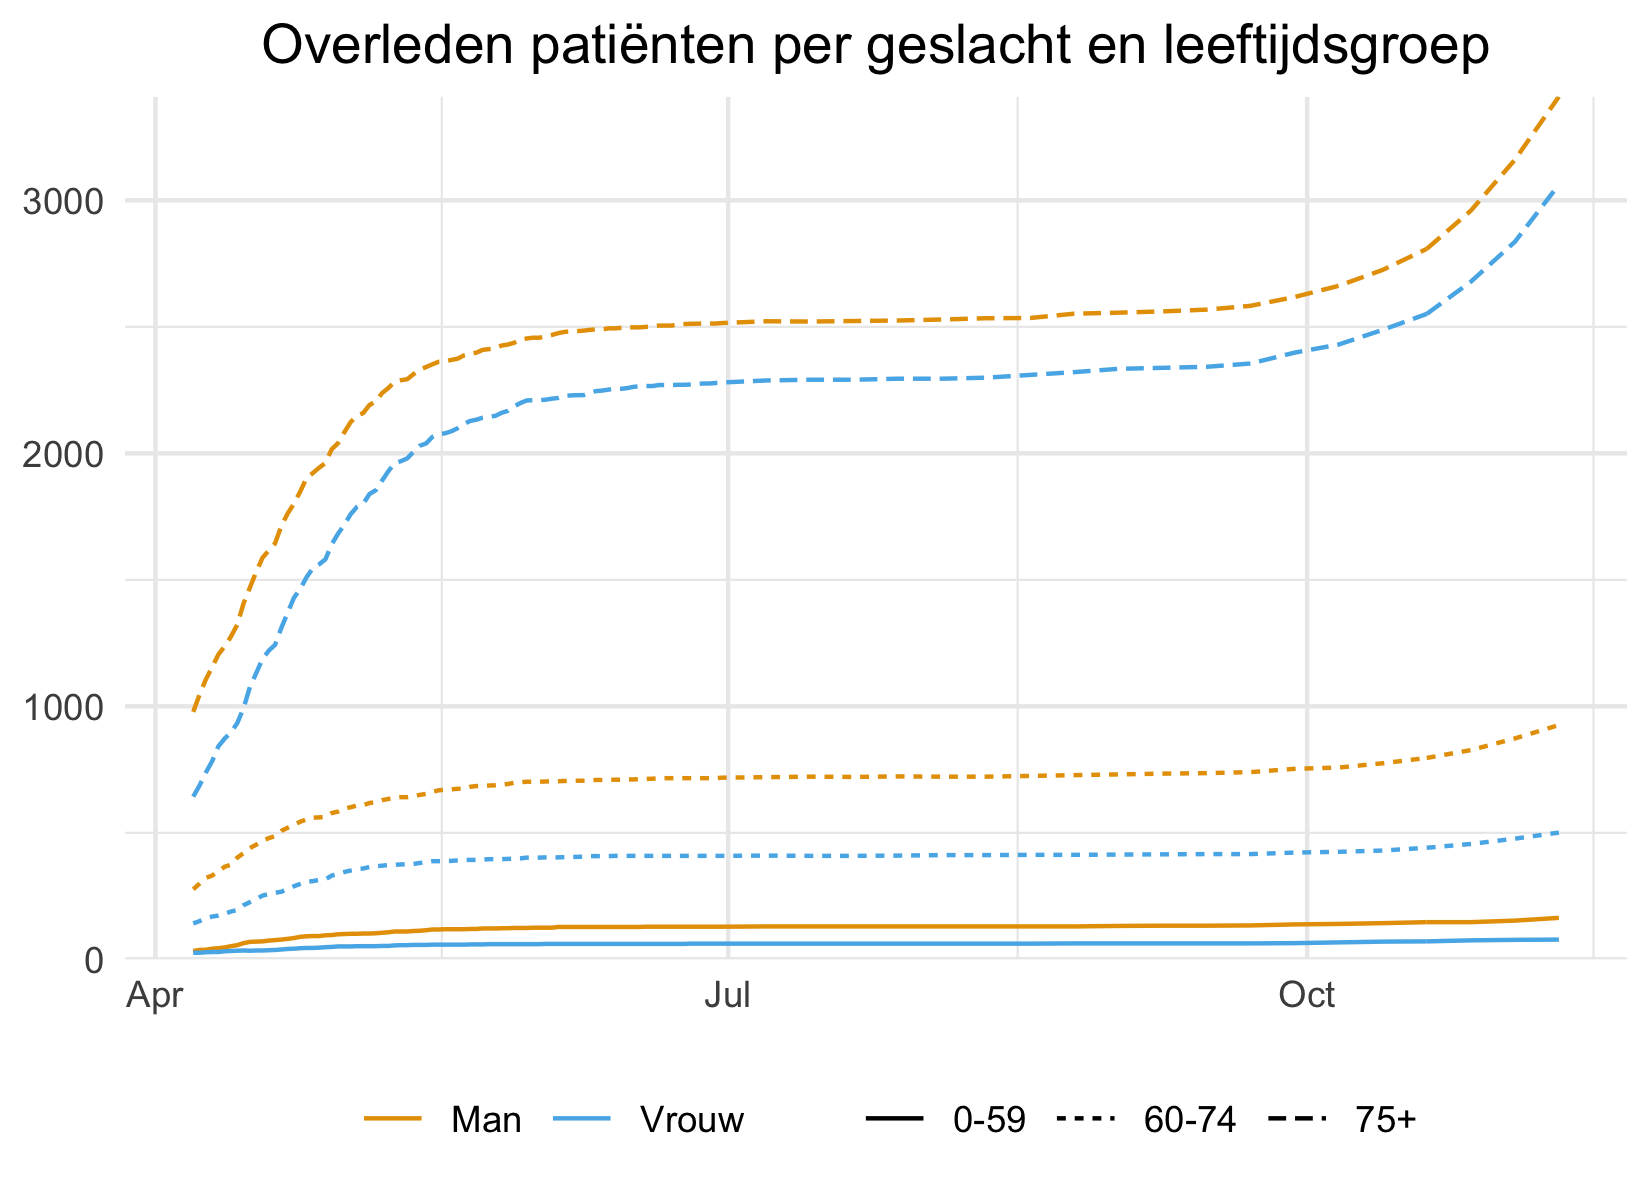 Overleden patiënten per geslacht en leeftijdsgroep
3000
2000
1000
0
Apr Jul Oct
Man Vrouw 0-59 60-74 75+